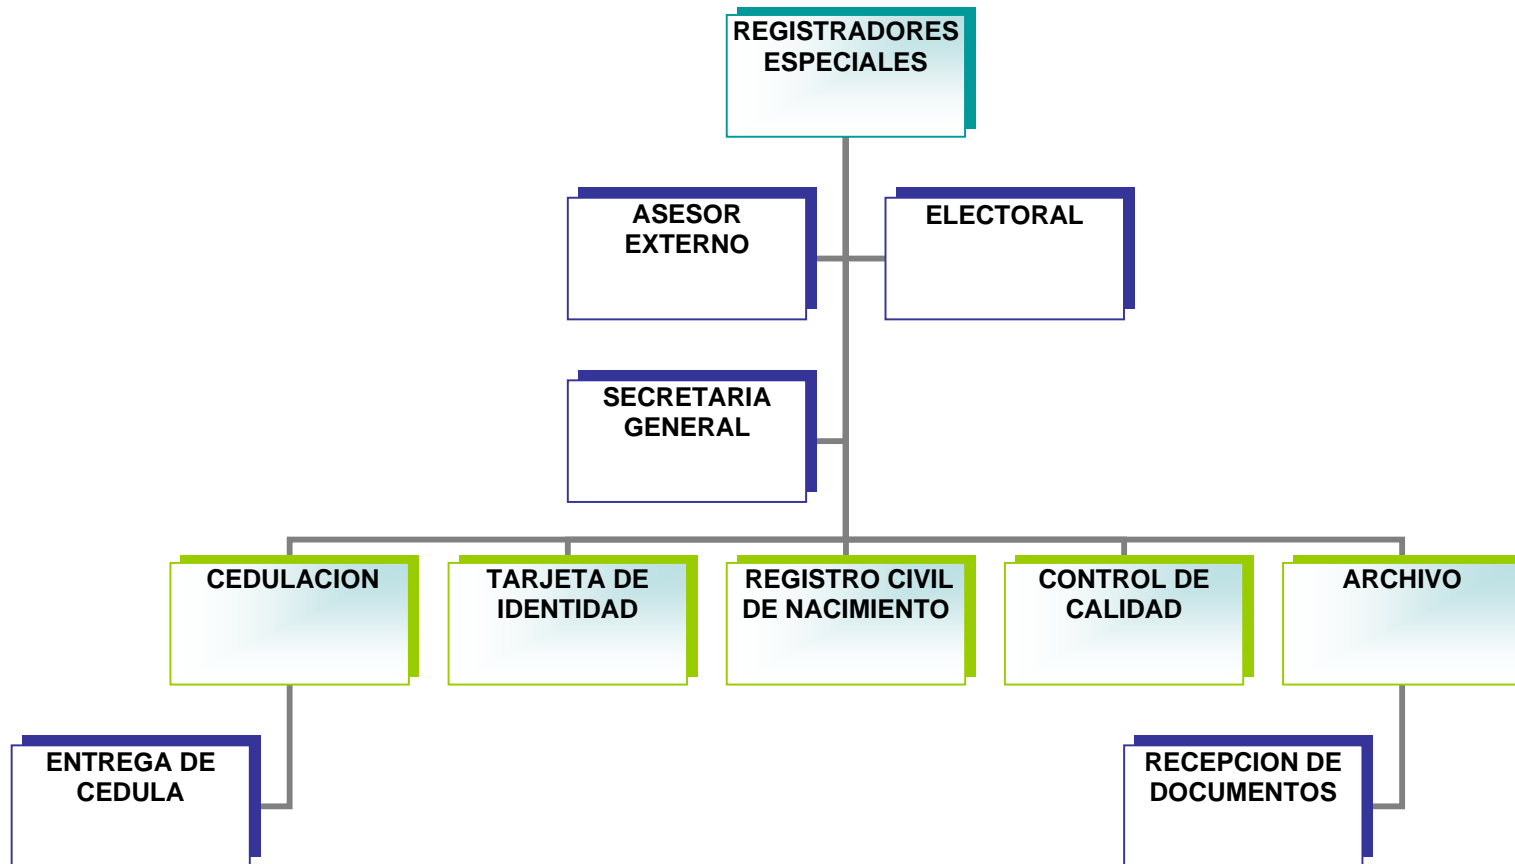 REGISTRADORES
ESPECIALES
ASESOR
EXTERNO
ELECTORAL
SECRETARIA
GENERAL
CEDULACION
TARJETA DE
IDENTIDAD
REGISTRO CIVIL
DE NACIMIENTO
CONTROL DE
CALIDAD
ARCHIVO
ENTREGA DE
CEDULA
RECEPCION DE
DOCUMENTOS